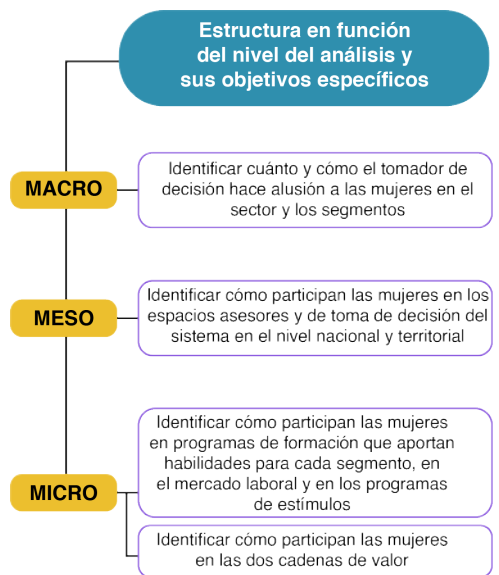 Estructura en función
del nivel del análisis y
sus objetivos específicos
MACRO
Identificar cuánto y cómo el tomador de
decisión hace alusión a las mujeres en el
sector y los segmentos
MESO
Identificar cómo participan las mujeres en los
espacios asesores y de toma de decisión del
sistema en el nivel nacional y territorial
MICRO
Identificar cómo participan las mujeres
en programas de formación que aportan
habilidades para cada segmento, en
el mercado laboral y en los programas
de estímulos
Identificar cómo participan las mujeres
en las dos cadenas de valor